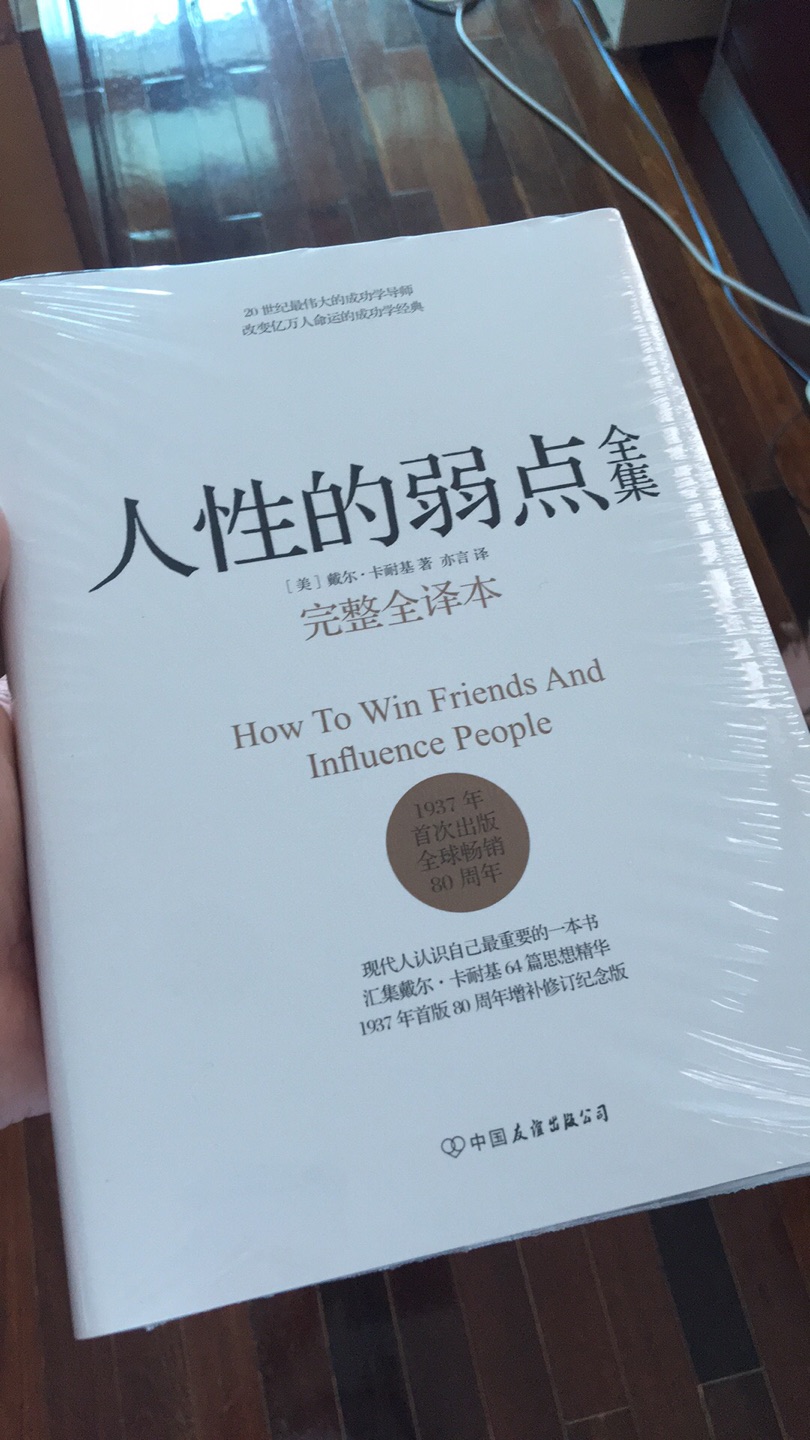 20 世纪最伟大的成功学导师
改变亿万人命运的成功学经典
人性的弱点全集
[美] 戴尔·卡耐基 著 亦言 译
完整全译本
How To Win Friends And
Influence People
1937 年
首次出版
全球畅销
80 周年
现代人认识自己最重要的一本书
汇集戴尔·卡耐基 64 篇思想精华
1937 年首版 80 周年增补修订纪念版
中国友谊出版公司